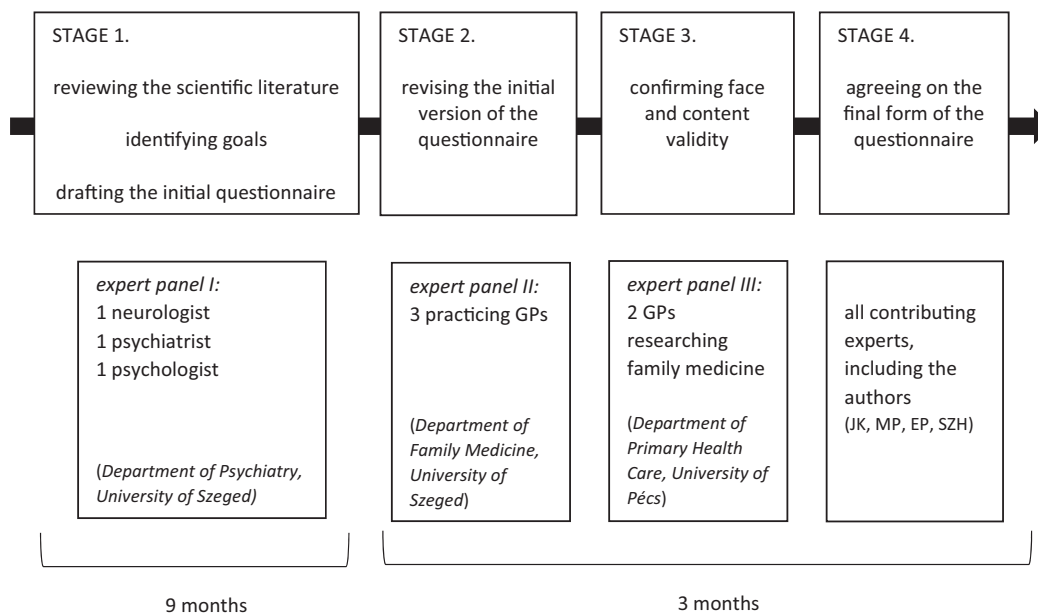 STAGE 1.
reviewing the scientific literature
identifying goals
drafting the initial questionnaire
STAGE 2.
revising the initial
version of the
questionnaire
STAGE 3.
confirming face
and content
validity
STAGE 4.
agreeing on the
final form of the
questionnaire
expert panel I:
1 neurologist
1 psychiatrist
1 psychologist
(Department of Psychiatry,
University of Szeged)
expert panel II:
3 practicing GPs
(Department of
Family Medicine,
University of
Szeged)
expert panel III:
2 GPs
researching
family medicine
(Department of
Primary Health
Care, University of
Pécs)
all contributing
experts,
including the
authors
(JK, MP, EP, SZH)
9 months
3 months